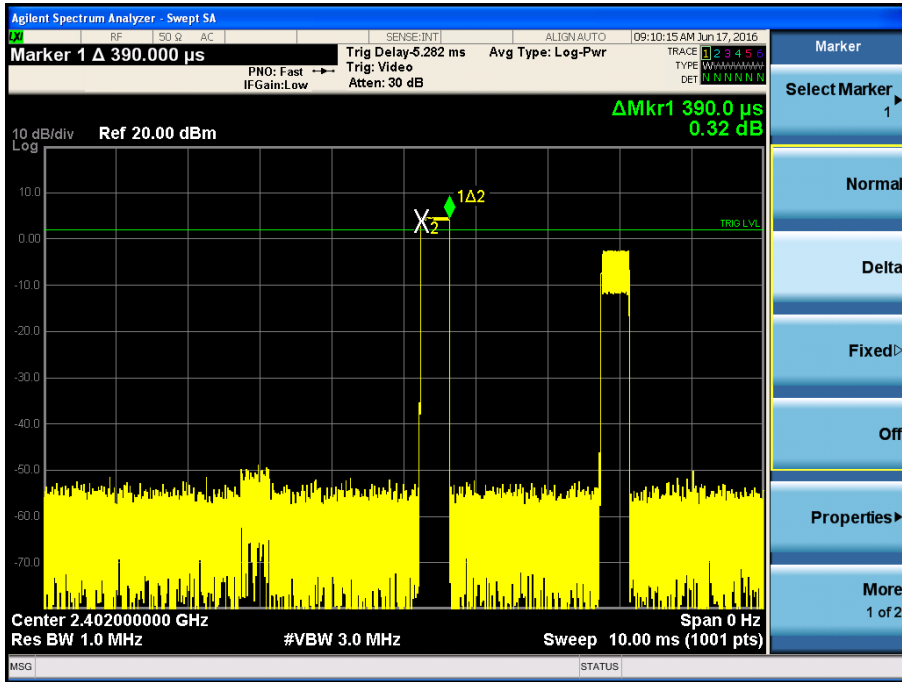 Agilent Spectrum Analyzer - Swept SA
LXI RF 50 Ω AC SENSE:INT ALIGN AUTO 09:10:15 AM Jun 17, 2016
Marker 1 Δ 390.000 µs
PNO: Fast
IFGain:Low
Trig Delay-5.282 ms
Trig: Video
Atten: 30 dB
Avg Type: Log-Pwr
TRACE 1 2 3 4 5 6
TYPE
DET N N N N N N
ΔMkr1 390.0 µs
0.32 dB
10 dB/div Ref 20.00 dBm
Log
10.0
0.00
-10.0
-20.0
-30.0
-40.0
-50.0
-60.0
-70.0
1Δ2
X2
TRIG LVL
Center 2.402000000 GHz
Span 0 Hz
Res BW 1.0 MHz
#VBW 3.0 MHz
Sweep 10.00 ms (1001 pts)
MSG
STATUS
Marker
Select Marker
1
Normal
Delta
Fixed
Off
Properties
More
1 of 2